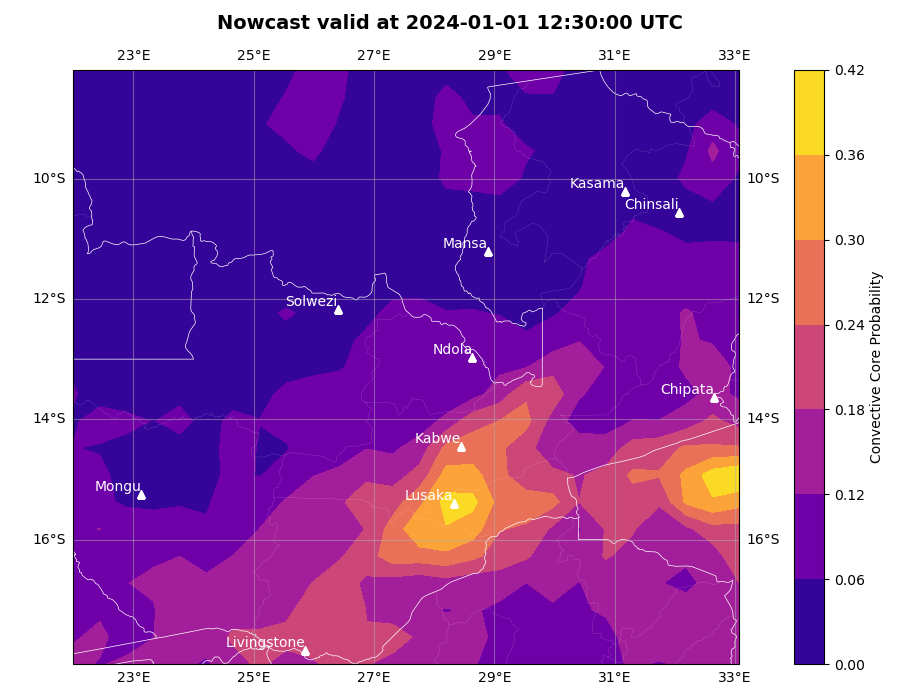 Nowcast valid at 2024-01-01 12:30:00 UTC
23°E 25°E 27°E 29°E 31°E 33°E
0.42
0.36
10°S 10°S
Kasama
Chinsali
0.30
Mansa
12°S 12°S
Solwezi
0.24
Ndola
Chipata
0.18
14°S 14°S
Kabwe
Mongu
Lusaka
0.12
16°S 16°S
0.06
Livingstone
0.00
23°E 25°E 27°E 29°E 31°E 33°E
Convective Core Probability